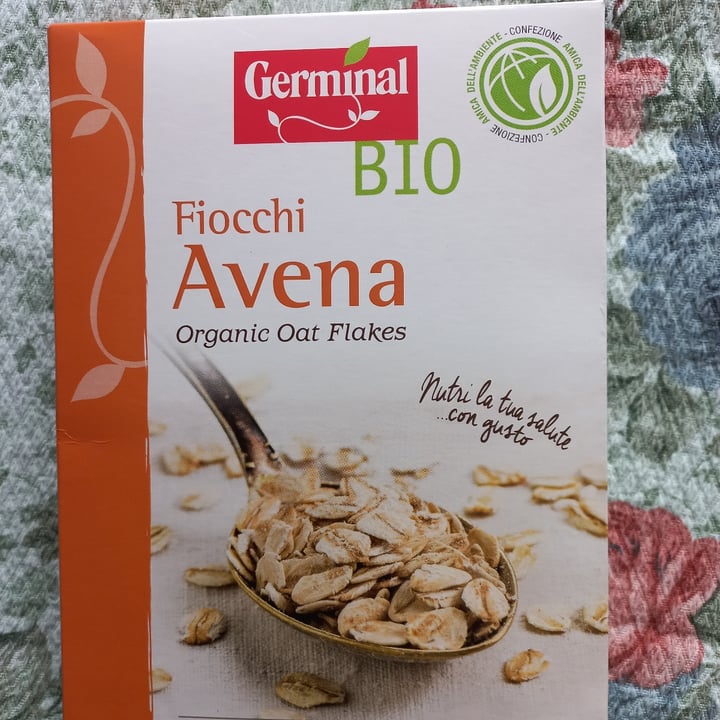 Germinal
BIO
CONFEZIONE AMICA DELL'AMBIENTE - CONFEZIONE AMICA DELL'AMBIENTE -
Fiocchi
Avena
Organic Oat Flakes
Nutri la tua salute
...con gusto